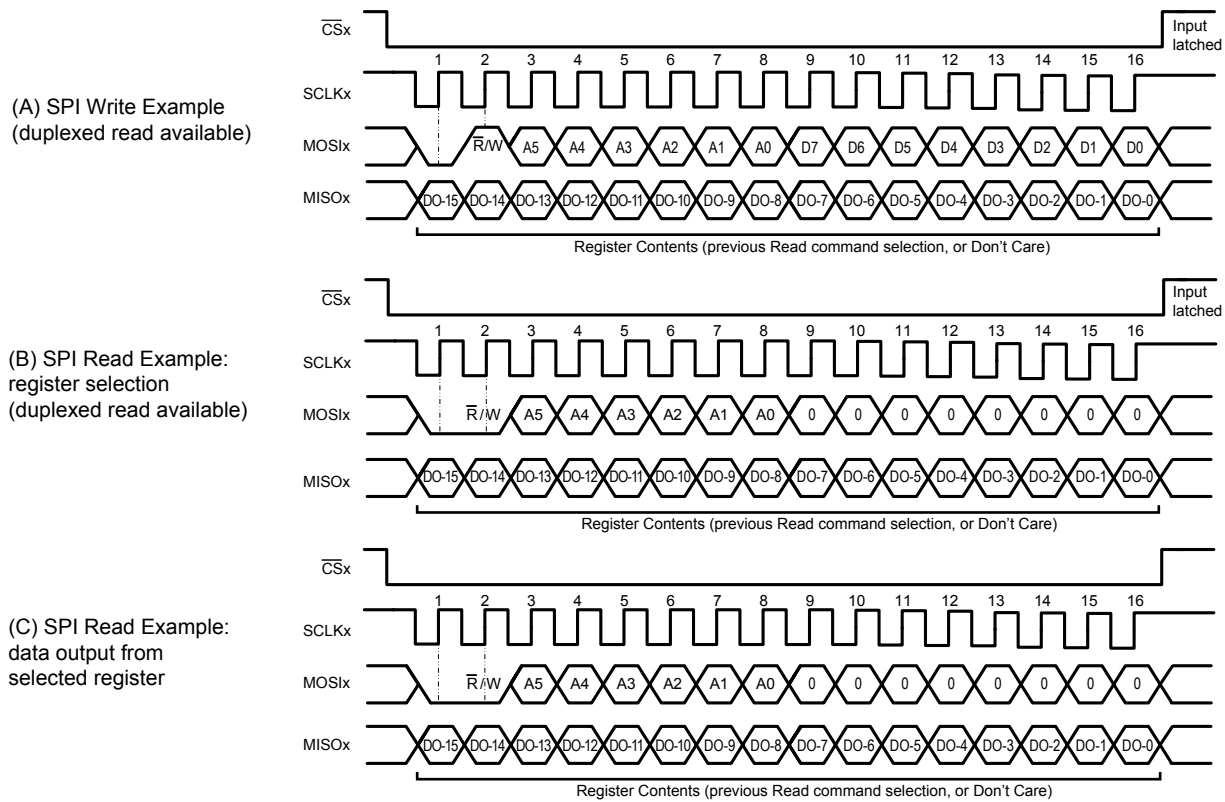 C̅S̅x
Input
latched
1 2 3 4 5 6 7 8 9 10 11 12 13 14 15 16
SCLKx
(A) SPI Write Example
(duplexed read available)
MOSIx
R̅/W A5 A4 A3 A2 A1 A0 D7 D6 D5 D4 D3 D2 D1 D0
MISOx
DO-15 DO-14 DO-13 DO-12 DO-11 DO-10 DO-9 DO-8 DO-7 DO-6 DO-5 DO-4 DO-3 DO-2 DO-1 DO-0
Register Contents (previous Read command selection, or Don't Care)
C̅S̅x
Input
latched
1 2 3 4 5 6 7 8 9 10 11 12 13 14 15 16
SCLKx
(B) SPI Read Example:
register selection
(duplexed read available)
MOSIx
R̅/W A5 A4 A3 A2 A1 A0 0 0 0 0 0 0 0 0
MISOx
DO-15 DO-14 DO-13 DO-12 DO-11 DO-10 DO-9 DO-8 DO-7 DO-6 DO-5 DO-4 DO-3 DO-2 DO-1 DO-0
Register Contents (previous Read command selection, or Don't Care)
C̅S̅x
1 2 3 4 5 6 7 8 9 10 11 12 13 14 15 16
SCLKx
(C) SPI Read Example:
data output from
selected register
MOSIx
R̅/W A5 A4 A3 A2 A1 A0 0 0 0 0 0 0 0 0
MISOx
DO-15 DO-14 DO-13 DO-12 DO-11 DO-10 DO-9 DO-8 DO-7 DO-6 DO-5 DO-4 DO-3 DO-2 DO-1 DO-0
Register Contents (previous Read command selection, or Don't Care)